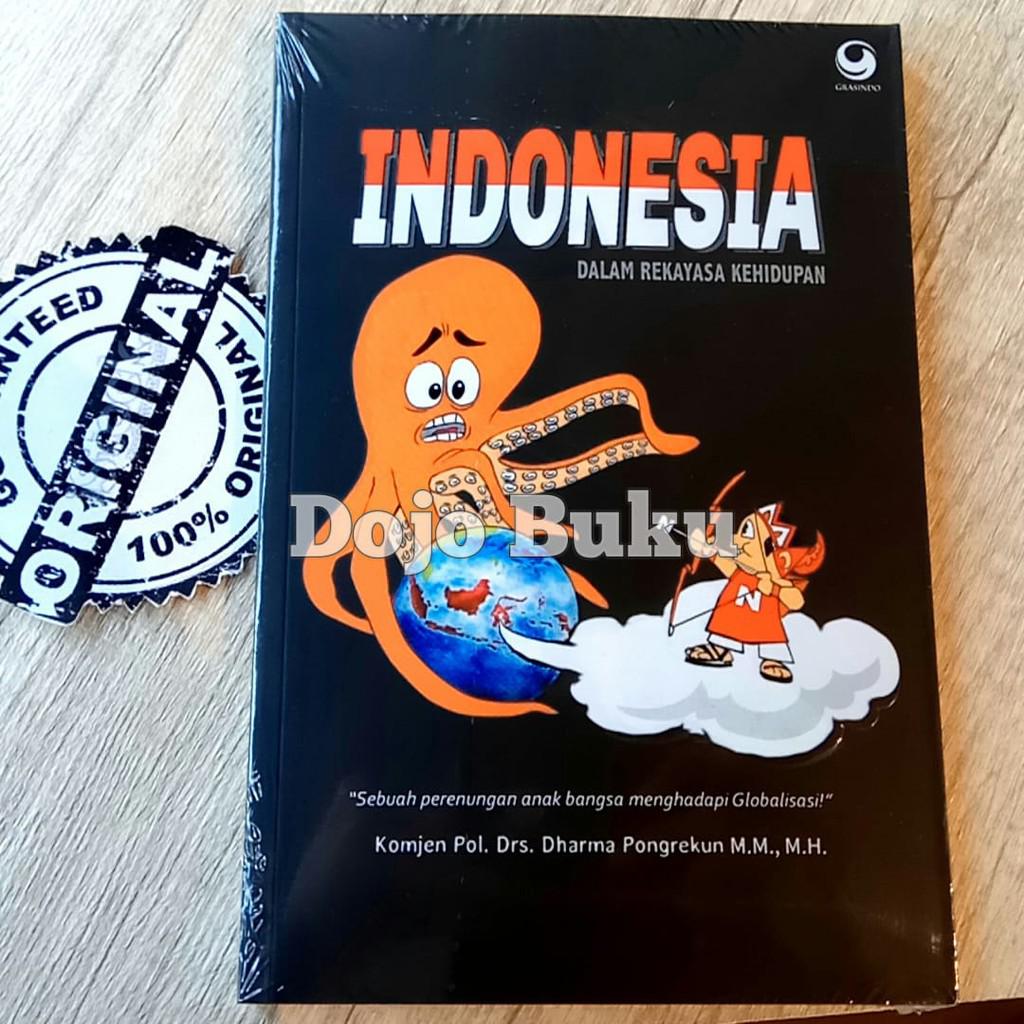 GRASINDO
INDONESIA
DALAM REKAYASA KEHIDUPAN
ANTEED
ORIGINAL
ORIGINAL
100%
Dojo Buku
N
"Sebuah perenungan anak bangsa menghadapi Globalisasi!"
Komjen Pol. Drs. Dharma Pongrekun M.M., M.H.